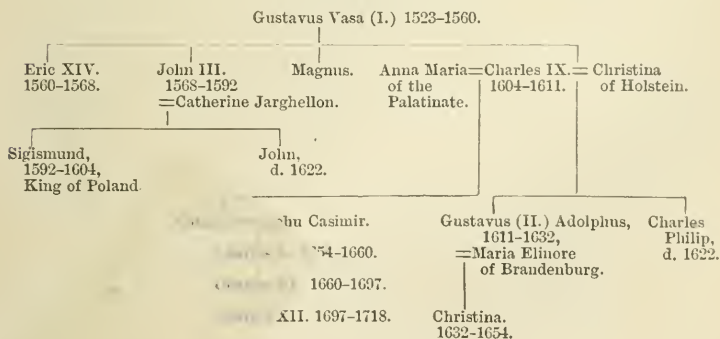 Gustavus Vasa (I.) 1523-1560.
Eric XIV. John III. Magnus. Anna Maria=Charles IX.= Christina
1560-1568. 1568-1592 of the 1604-1611. of Holstein.
=Catherine Jarghellon. Palatinate.
Sigismund, John,
1592-1604, d. 1622.
King of Poland
Casimir. Gustavus (II.) Adolphus, Charles
1611-1632, Philip,
-1660. =Maria Elinore d. 1622.
of Brandenburg.
1660-1697.
XII. 1697-1718. Christina.
1632-1654.